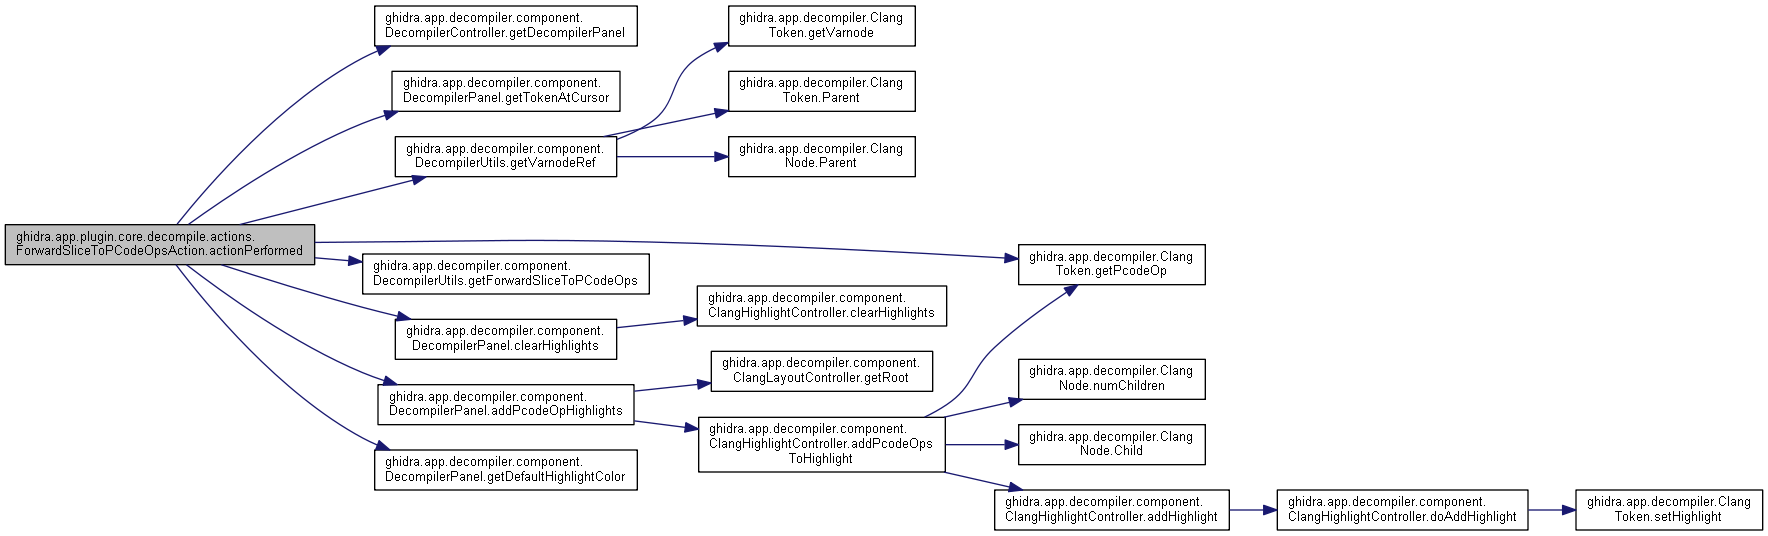 ghidra.app.plugin.core.decompile.actions.
ForwardSliceToPCodeOpsAction.actionPerformed
ghidra.app.decompiler.component.
DecompilerController.getDecompilerPanel
ghidra.app.decompiler.component.
DecompilerPanel.getTokenAtCursor
ghidra.app.decompiler.component.
DecompilerUtils.getVarnodeRef
ghidra.app.decompiler.component.
DecompilerUtils.getForwardSliceToPCodeOps
ghidra.app.decompiler.component.
DecompilerPanel.clearHighlights
ghidra.app.decompiler.component.
DecompilerPanel.addPcodeOpHighlights
ghidra.app.decompiler.component.
DecompilerPanel.getDefaultHighlightColor
ghidra.app.decompiler.Clang
Token.getVarnode
ghidra.app.decompiler.Clang
Token.Parent
ghidra.app.decompiler.Clang
Node.Parent
ghidra.app.decompiler.component.
ClangHighlightController.clearHighlights
ghidra.app.decompiler.component.
ClangLayoutController.getRoot
ghidra.app.decompiler.component.
ClangHighlightController.addPcodeOps
ToHighlight
ghidra.app.decompiler.Clang
Token.getPcodeOp
ghidra.app.decompiler.Clang
Node.numChildren
ghidra.app.decompiler.Clang
Node.Child
ghidra.app.decompiler.component.
ClangHighlightController.addHighlight
ghidra.app.decompiler.component.
ClangHighlightController.doAddHighlight
ghidra.app.decompiler.Clang
Token.setHighlight